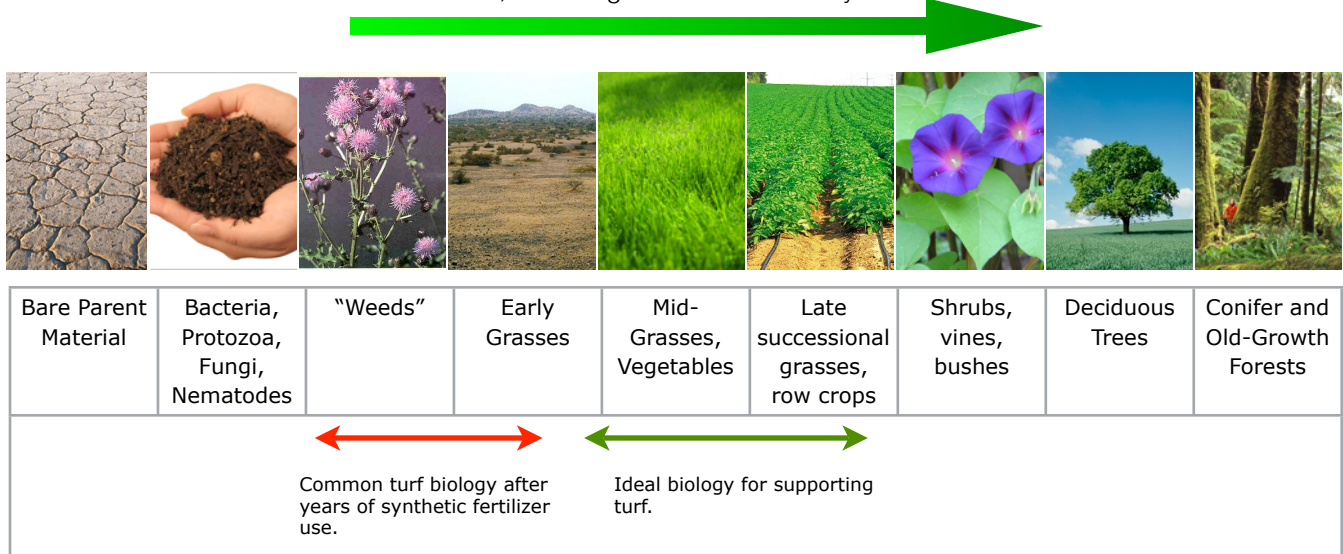 Bare Parent
Material
Bacteria,
Protozoa,
Fungi,
Nematodes
“Weeds”
Early
Grasses
Mid-
Grasses,
Vegetables
Late
successional
grasses,
row crops
Shrubs,
vines,
bushes
Deciduous
Trees
Conifer and
Old-Growth
Forests
Common turf biology after
years of synthetic fertilizer
use.
Ideal biology for supporting
turf.